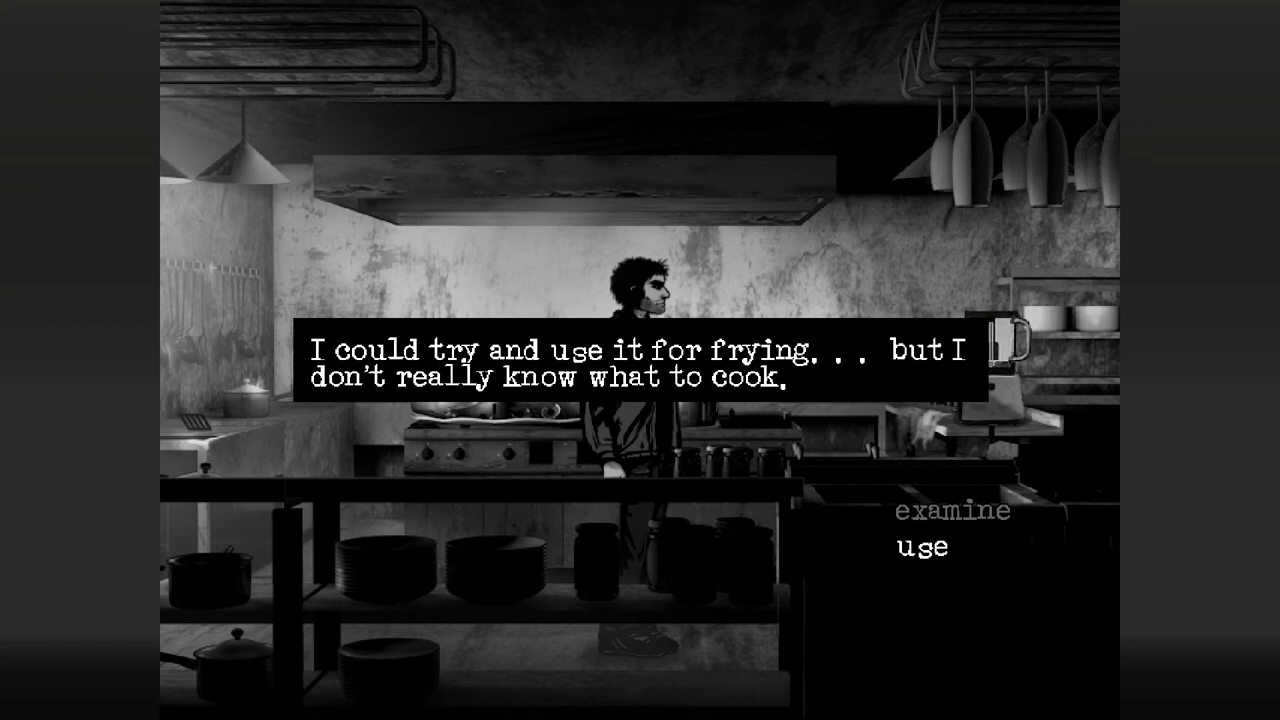 I could try and use it for frying. . . but I
don't really know what to cook.
examine
use